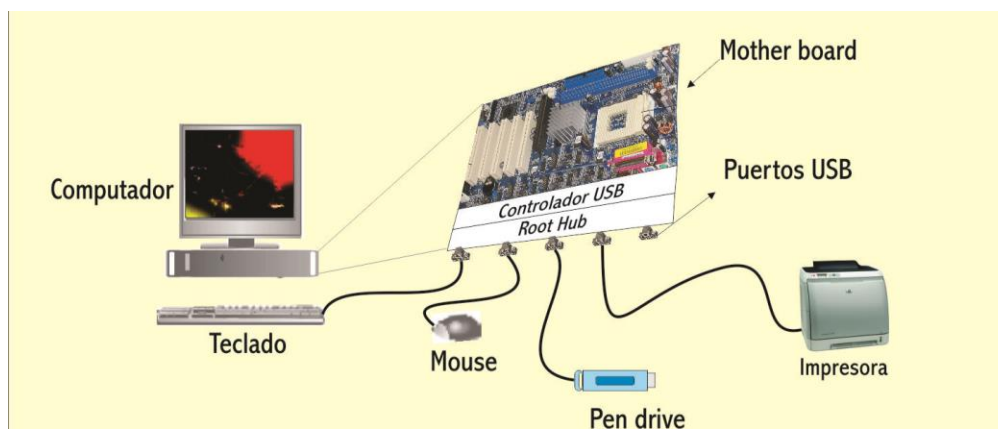 Mother board
Computador
Puertos USB
Controlador USB
Root Hub
Teclado
Mouse
Impresora
Pen drive